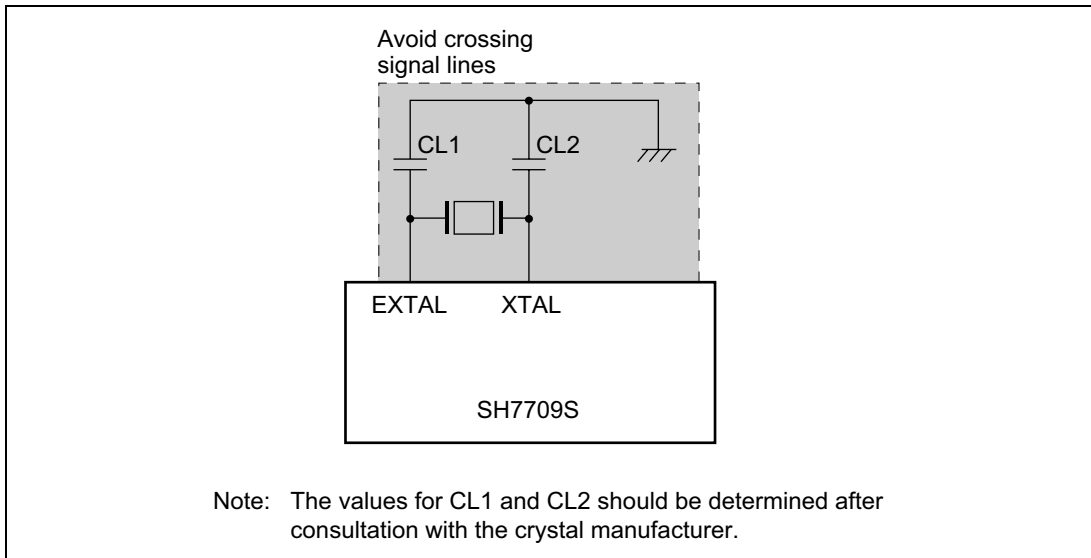 Avoid crossing
signal lines
CL1
CL2
EXTAL
XTAL
SH7709S
Note: The values for CL1 and CL2 should be determined after
consultation with the crystal manufacturer.